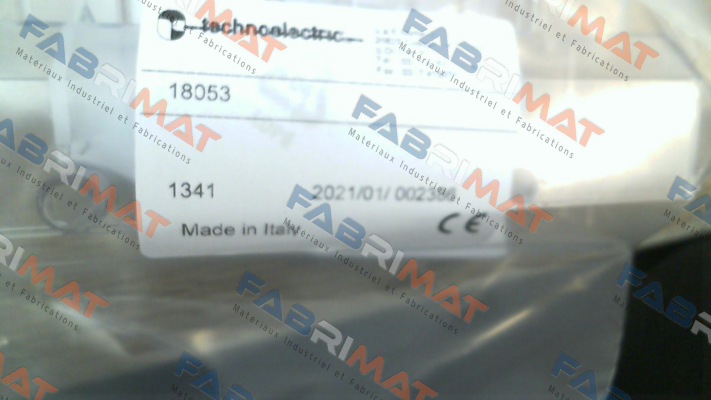 technoelectric
18053
1341 2021/01/ 002386
Made in Italy CE
FABRIMAT
Materiaux Industriel et Fabrications